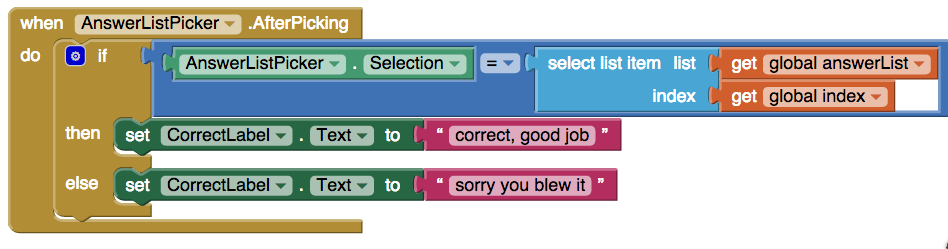 when AnswerListPicker .AfterPicking
do if AnswerListPicker . Selection = select list item list get global answerList
index get global index
then set CorrectLabel . Text to " correct, good job "
else set CorrectLabel . Text to " sorry you blew it "